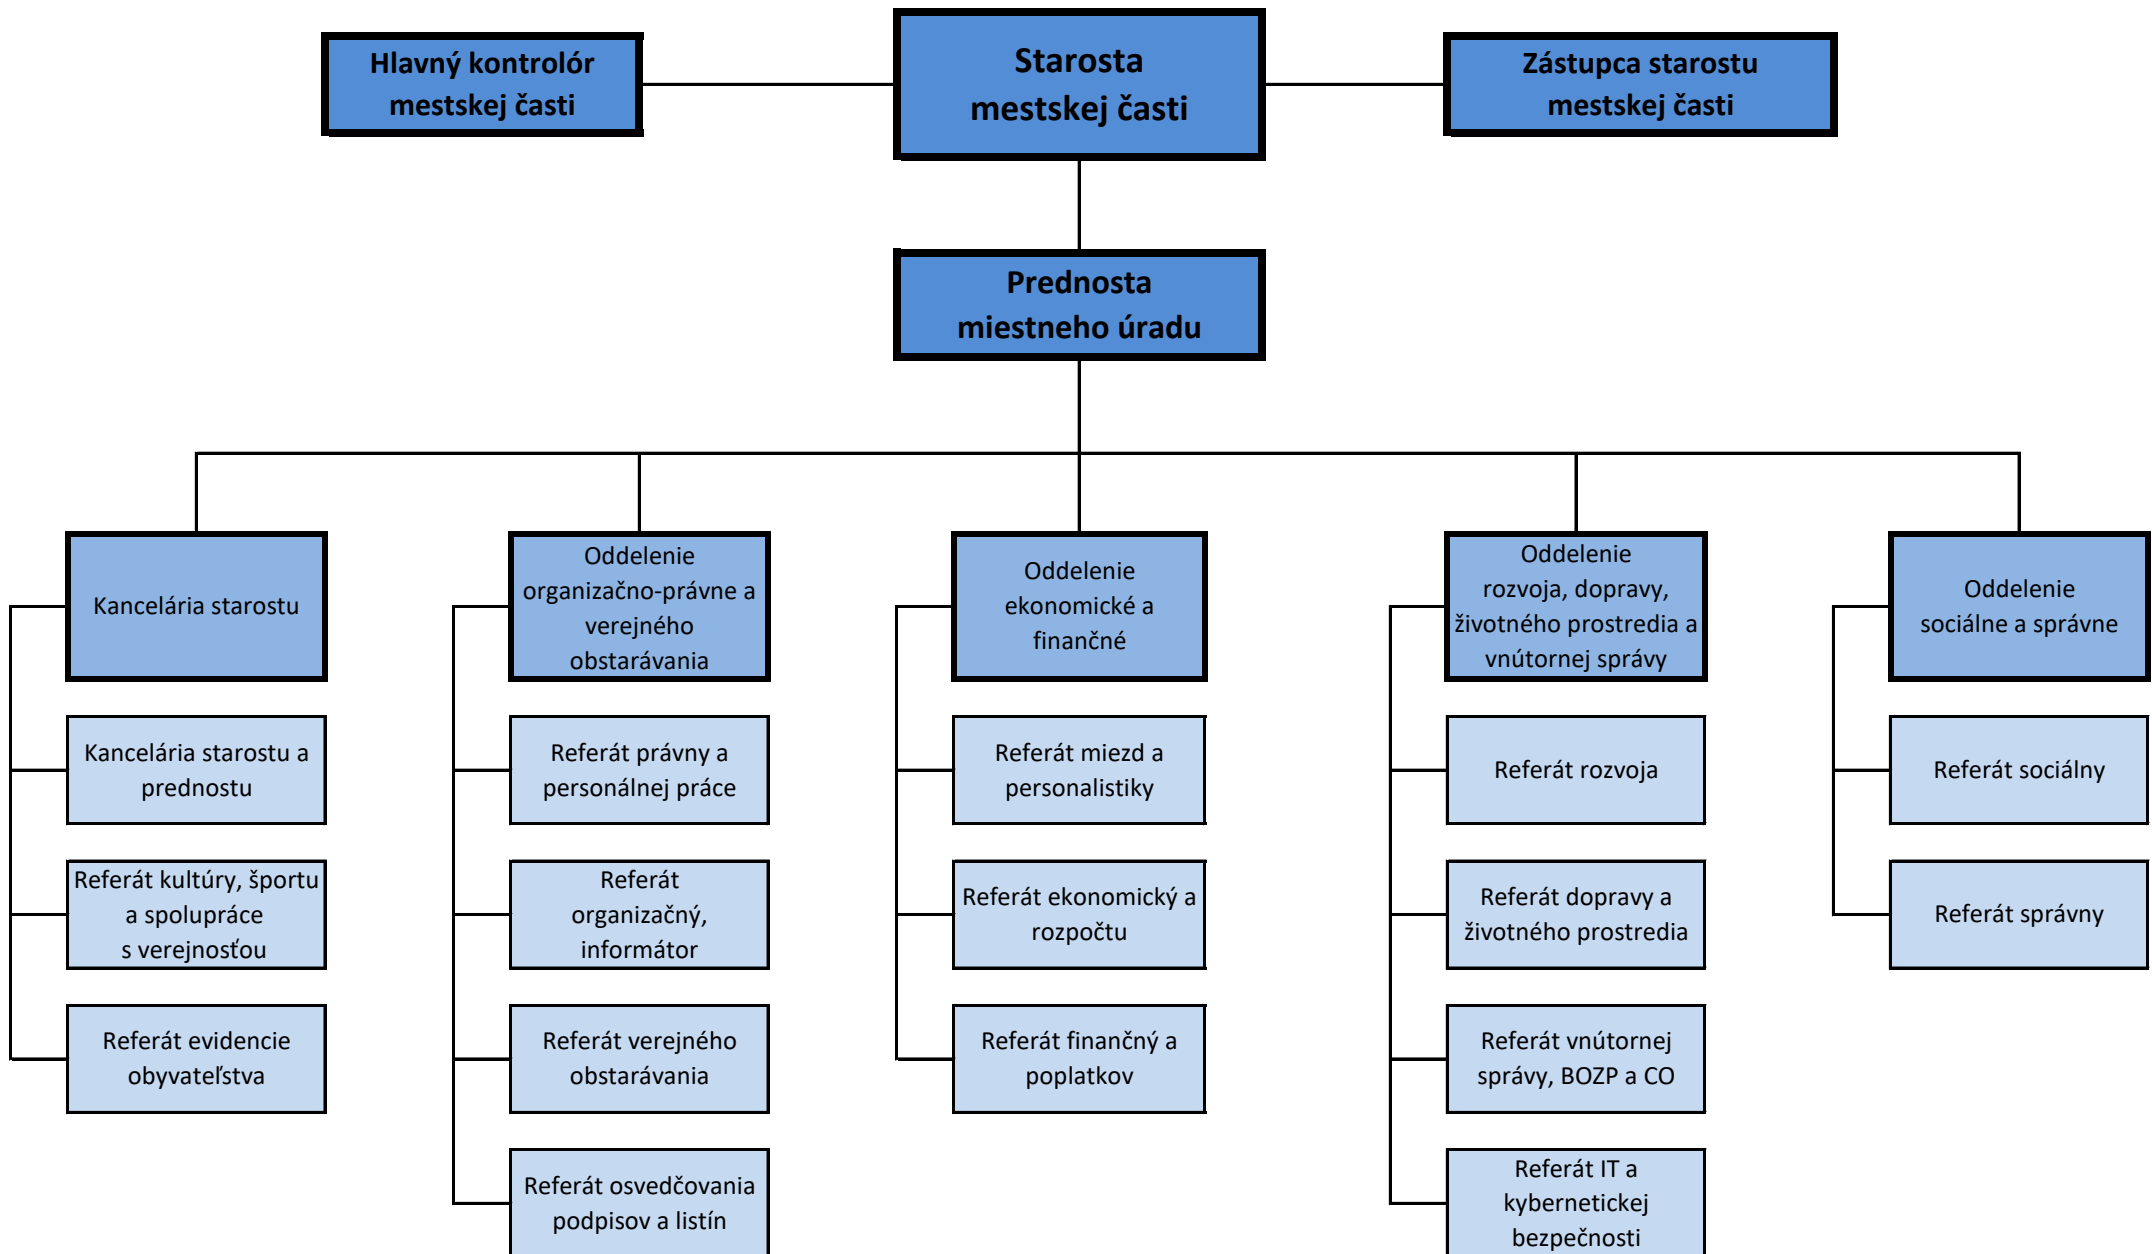 Hlavný kontrolór
mestskej časti
Starosta
mestskej časti
Zástupca starostu
mestskej časti
Prednosta
miestneho úradu
Kancelária starostu
Kancelária starostu a
prednostu
Referát kultúry, športu
a spolupráce
s verejnosťou
Referát evidencie
obyvateľstva
Oddelenie
organizačno-právne a
verejného
obstarávania
Referát právny a
personálnej práce
Referát
organizačný,
informátor
Referát verejného
obstarávania
Referát osvedčovania
podpisov a listín
Oddelenie
ekonomické a
finančné
Referát miezd a
personalistiky
Referát ekonomický a
rozpočtu
Referát finančný a
poplatkov
Oddelenie
rozvoja, dopravy,
životného prostredia a
vnútornej správy
Referát rozvoja
Referát dopravy a
životného prostredia
Referát vnútornej
správy, BOZP a CO
Referát IT a
kybernetickej
bezpečnosti
Oddelenie
sociálne a správne
Referát sociálny
Referát správny